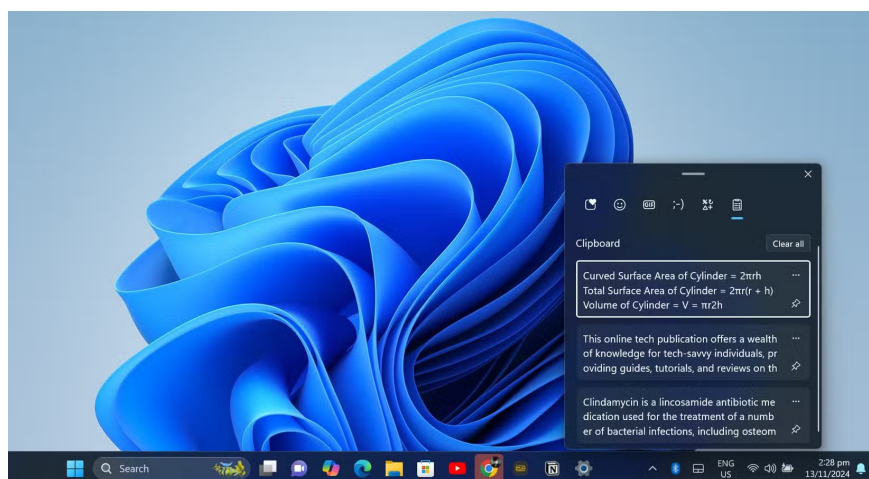 GIF
;-)
Clipboard
Clear all
Curved Surface Area of Cylinder = 2πrh
Total Surface Area of Cylinder = 2πr(r + h)
Volume of Cylinder = V = πr2h
This online tech publication offers a wealth
of knowledge for tech-savvy individuals, pr
oviding guides, tutorials, and reviews on th
Clindamycin is a lincosamide antibiotic me
dication used for the treatment of a numb
er of bacterial infections, including osteom
Search
ENG
US
2:28 pm
13/11/2024